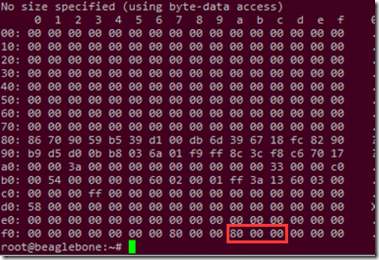 No size specified (using byte-data access)
     0  1  2  3  4  5  6  7  8  9  a  b  c  d  e  f    0
00: 00 00 00 00 00 00 00 00 00 00 00 00 00 00 00 00    .
10: 00 00 00 00 00 00 00 00 00 00 00 00 00 00 00 00    .
20: 00 00 00 00 00 00 00 00 00 00 00 00 00 00 00 00    .
30: 00 00 00 00 00 00 00 00 00 00 00 00 00 00 00 00    .
40: 00 00 00 00 00 00 00 00 00 00 00 00 00 00 00 00    .
50: 00 00 00 00 00 00 00 00 00 00 00 00 00 00 00 00    .
60: 00 00 00 00 00 00 00 00 00 00 00 00 00 00 00 00    .
70: 00 00 00 00 00 00 00 00 00 00 00 00 00 00 00 00    .
80: 86 70 90 59 b5 39 d1 00 db 6d 39 67 18 fc 82 90    ?
90: b9 d5 d0 0b b8 03 6a 01 f9 ff 8c 3c f8 c6 70 17    ?
a0: 00 00 3a 00 00 00 00 00 00 00 00 00 33 00 00 c0    .
b0: 00 54 00 00 00 00 60 02 00 01 ff 3a 13 60 03 00    .
c0: 00 00 00 ff 00 00 00 00 00 00 00 00 00 00 00 00    .
d0: 58 00 00 00 00 00 00 00 00 00 00 00 00 00 00 00    X
e0: 00 00 00 00 00 00 00 00 00 00 00 00 00 00 00 00    .
f0: 00 00 00 00 00 00 00 80 00 00 80 00 00 00 00 00    .
root@beaglebone:~#